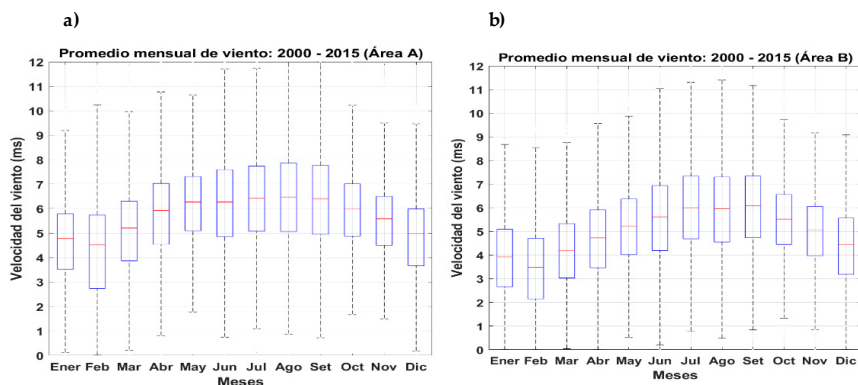 a)
Promedio mensual de viento: 2000 - 2015 (Área A)
Velocidad del viento (ms)
12
11
10
9
8
7
6
5
4
3
2
1
0
Ener Feb Mar Abr May Jun Jul Ago Set Oct Nov Dic
Meses
b)
Promedio mensual de viento: 2000 - 2015 (Área B)
Velocidad del viento (ms)
12
11
10
9
8
7
6
5
4
3
2
1
0
Ener Feb Mar Abr May Jun Jul Ago Set Oct Nov Dic
Meses